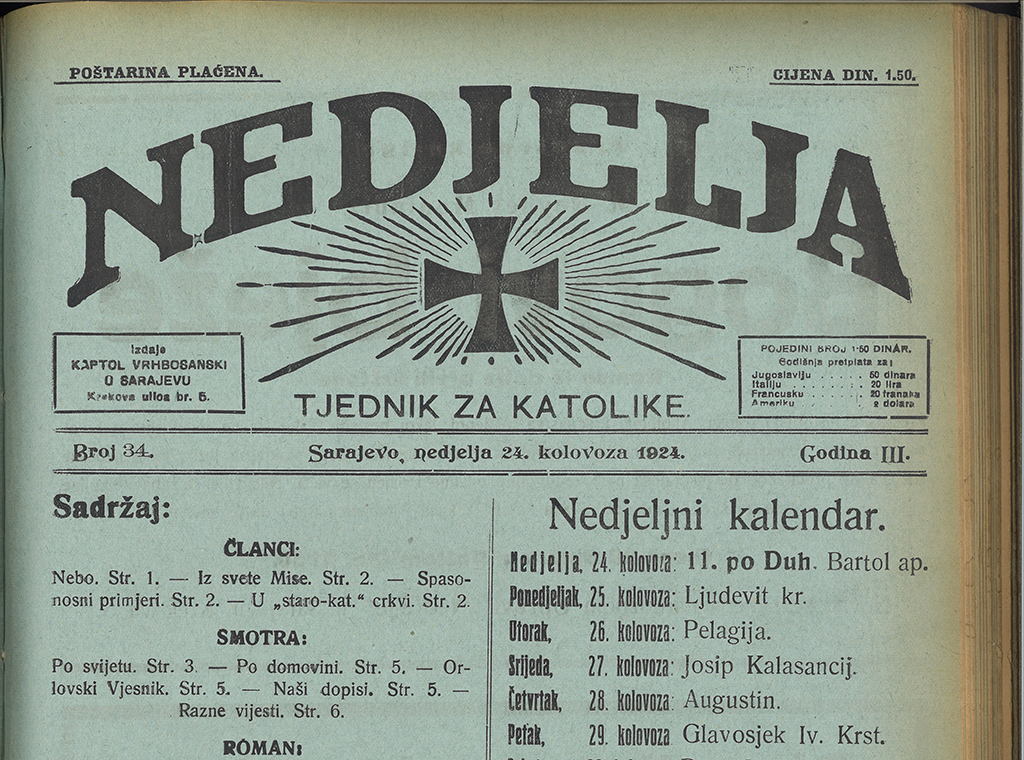 POŠTARINA PLAĆENA.
CIJENA DIN. 1.50.
NEDJELJA
Izdaje
KAPTOL VRHBOSANSKI
O SARAJEVU
Krekova ulica br. 5.
POJEDINI BROJ 1·50 DINAR.
Godišnja pretplata za:
Jugoslaviju . . . . . 50 dinara
Italiju . . . . . . . : . 20 lira
Francusku . . . . . . 20 franaka
Ameriku . . . . . . 2 dolara
TJEDNIK ZA KATOLIKE.
Broj 34.
Sarajevo, nedjelja 24. kolovoza 1924.
Godina III.
Sadržaj:
ČLANCI:
Nebo. Str. 1. — Iz svete Mise. Str. 2. — Spaso-
nosni primjeri. Str. 2. — U „staro-kat.“ crkvi. Str. 2.
SMOTRA:
Po svijetu. Str. 3. — Po domovini. Str. 5. — Or-
lovski Vjesnik. Str. 5. — Naši dopisi. Str. 5. —
Razne vijesti. Str. 6.
ROMAN:
Nedjeljni kalendar.
Nedjelja, 24. kolovoza: 11. po Duh. Bartol ap.
Ponedjeljak, 25. kolovoza: Ljudevit kr.
Utorak, 26. kolovoza: Pelagija.
Srijeda, 27. kolovoza: Josip Kalasancij.
Četvrtak, 28. kolovoza: Augustin.
Petak, 29. kolovoza Glavosjek Iv. Krst.